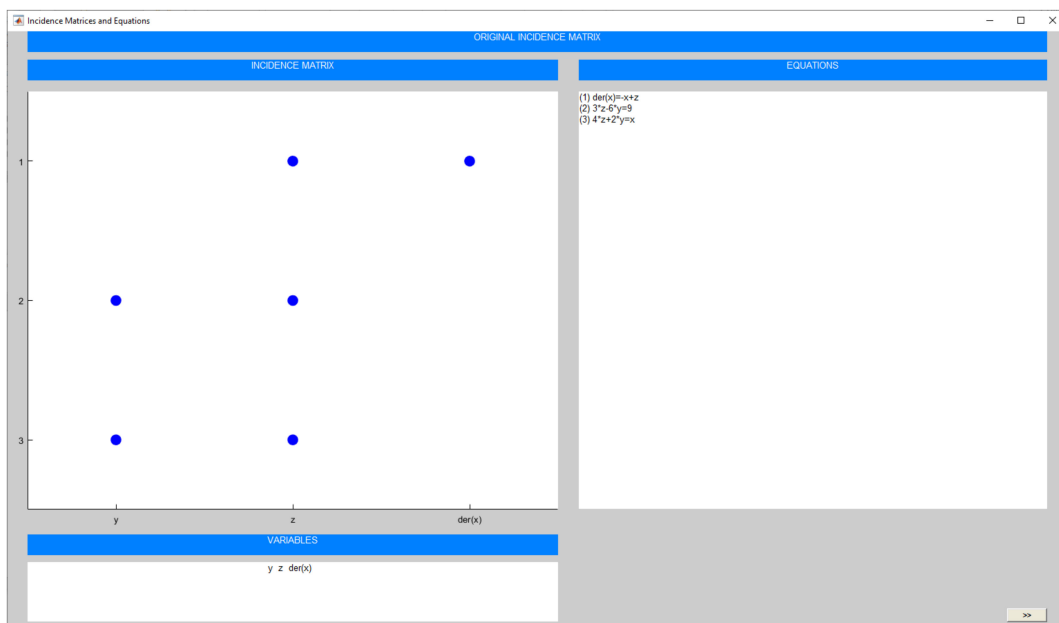 Incidence Matrices and Equations
ORIGINAL INCIDENCE MATRIX
INCIDENCE MATRIX
EQUATIONS
(1) der(x)=-x+z
(2) 3*z-6*y=9
(3) 4*z+2*y=x
1
2
3
y z der(x)
VARIABLES
y z der(x)
>>